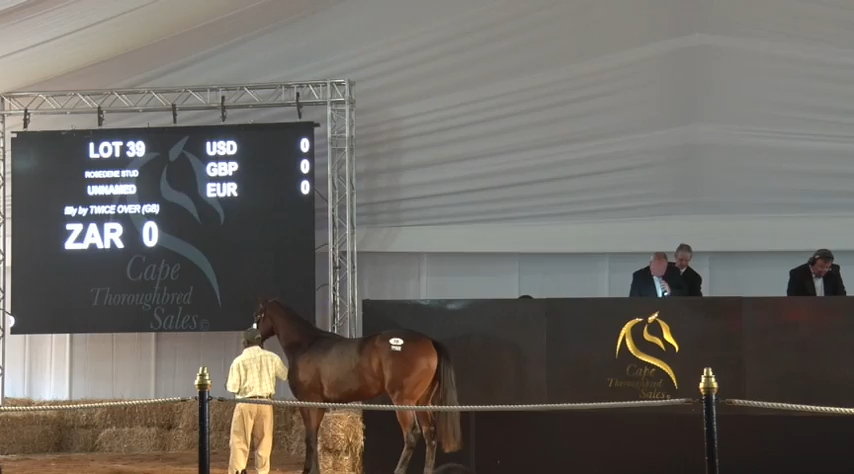 LOT 39
USD 0
ROSEDENE STUD
GBP 0
UNNAMED
EUR 0
filly by TWICE OVER (GB)
ZAR 0
Cape
Thoroughbred
Sales
Cape
Thoroughbred
Sales